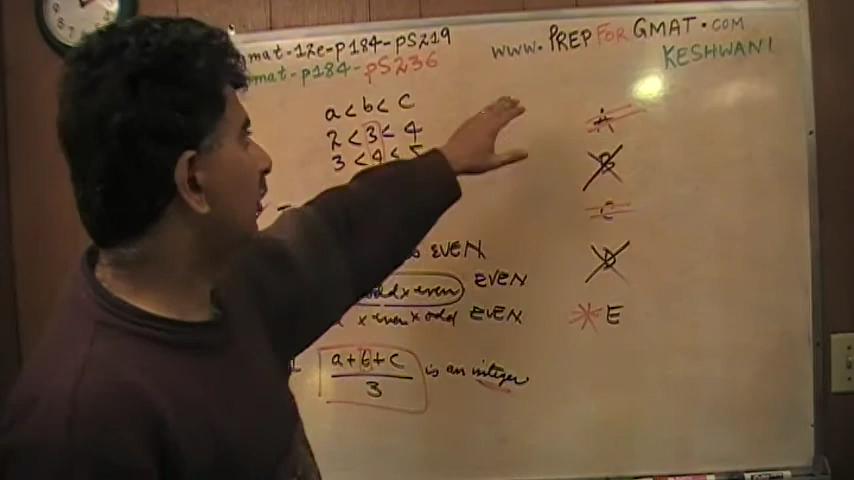 gmat-12e-p184-PS219
www.PREPFORGMAT.COM
gmat-p184-PS236
KESHWANI
a < b < c
2 < 3 < 4
3 < 4 < 5
A
B
C
D
E
EVEN
odd x even EVEN
x even x odd EVEN
a + b + c
3
is an integer